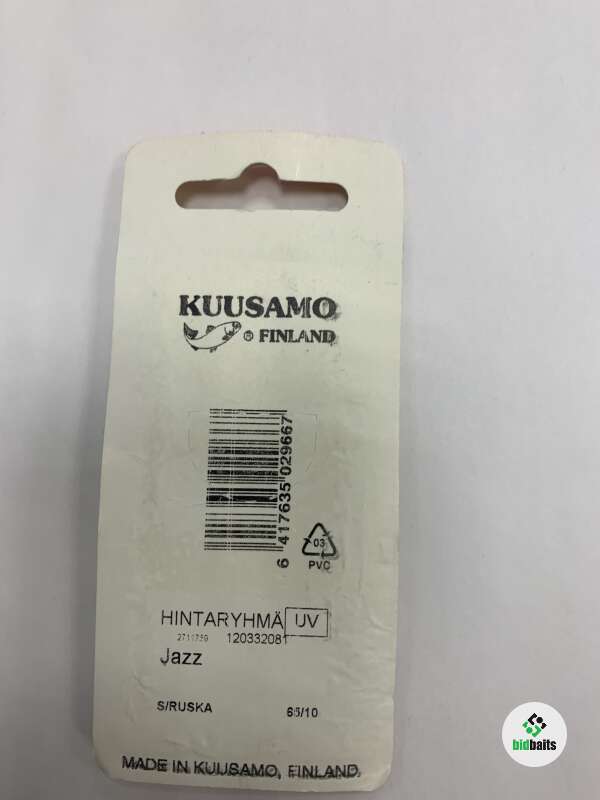 KUUSAMO
® FINLAND
6 417635 029667
03
PVC
HINTARYHMÄ UV
120332081
Jazz
S/RUSKA 65/10
MADE IN KUUSAMO, FINLAND
bidbaits